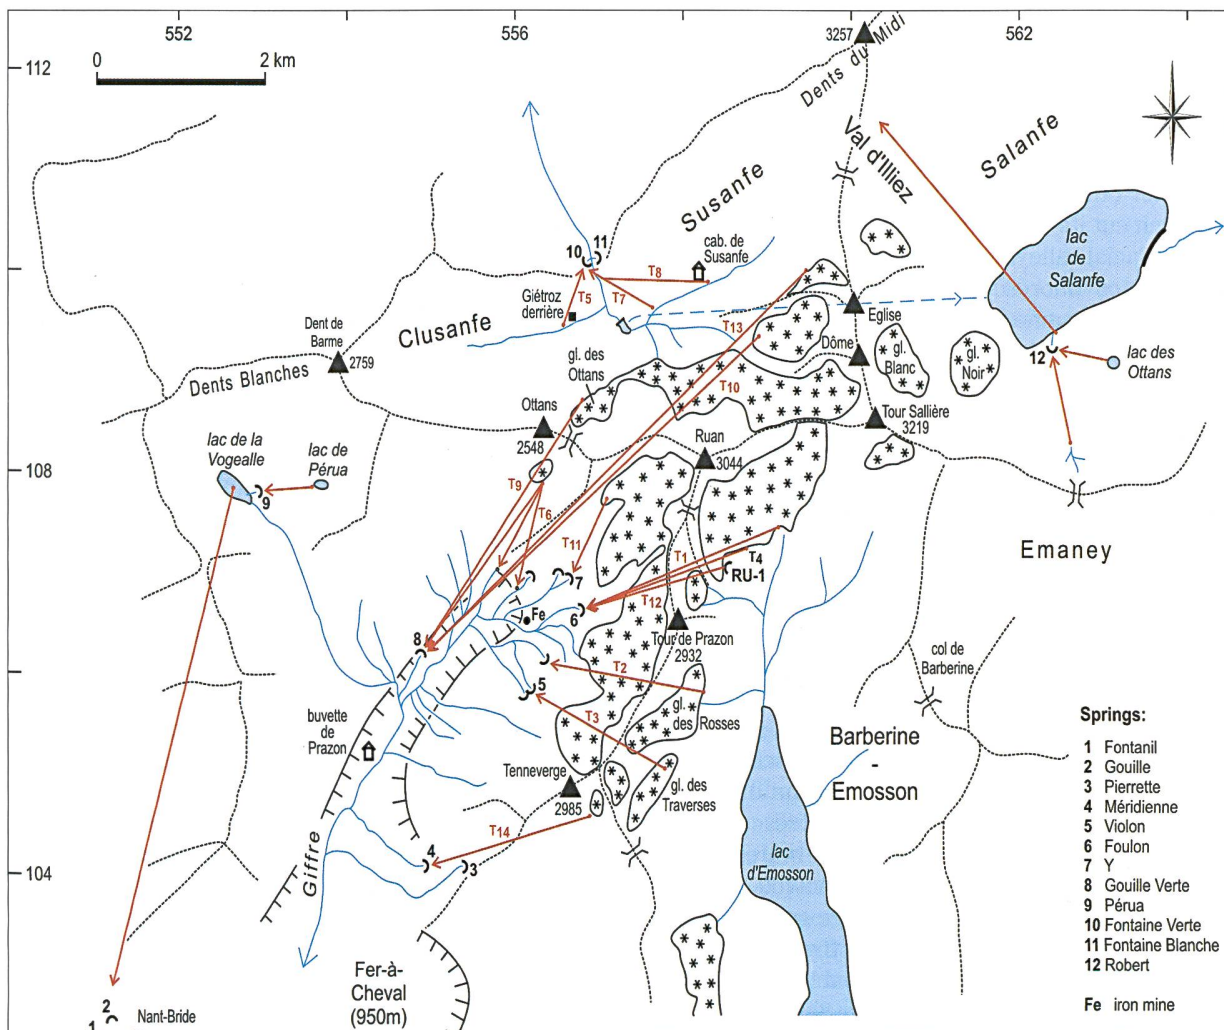 552
556
562
112
0
2 km
3257
Dents du Midi
Val d'Illiez
Salanfe
Susanfe
11
10
cab. de
Susanfe
lac
de
Salanfe
T8
T5
T7
Giétroz
derrière
T13
Eglise
Clusanfe
Dent de
Barme
2759
Dôme
gl.
Blanc
gl.
Noir
12
lac des
Ottans
gl. des
Ottans
T10
Dents Blanches
Ottans
2548
Tour Sallière
3219
Ruan
3044
lac de la
Vogealle
lac de
Pérua
108
9
T9
T6
T11
T1
T4
RU-1
T12
Emaney
7
6
Fe
8
Tour de Prazon
2932
T2
5
T3
gl.
des Rosses
col de
Barberine
buvette
de
Prazon
Barberine
-
Emosson
Tenneverge
2985
gl. des
Traverses
T14
4
3
104
Giffre
lac
d'Emosson
Fer-à-
Cheval
(950m)
2
1
Nant-Bride
Springs:
1 Fontanil
2 Gouille
3 Pierrette
4 Méridienne
5 Violon
6 Foulon
7 Y
8 Gouille Verte
9 Pérua
10 Fontaine Verte
11 Fontaine Blanche
12 Robert
Fe iron mine